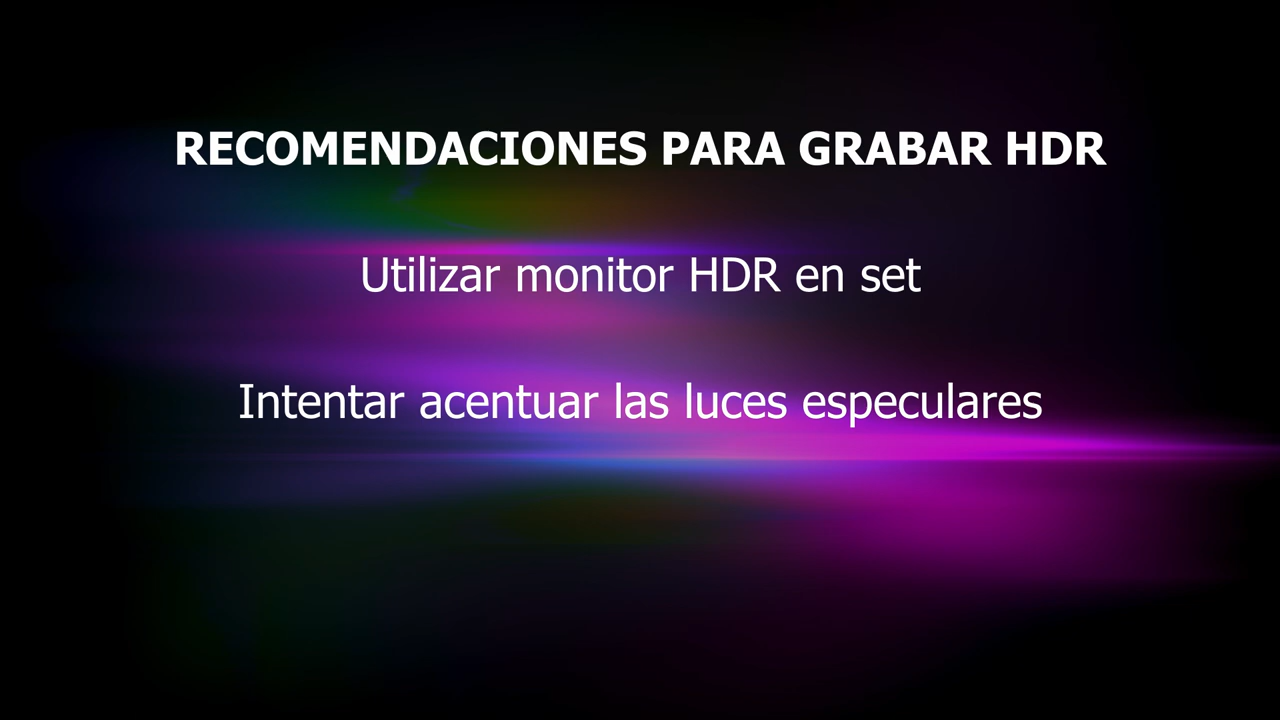 RECOMENDACIONES PARA GRABAR HDR
Utilizar monitor HDR en set
Intentar acentuar las luces especulares